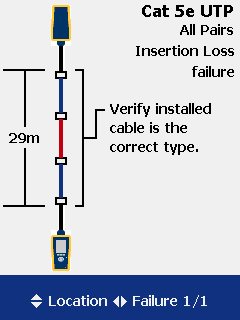 Cat 5e UTP
All Pairs
Insertion Loss
failure
Verify installed
cable is the
correct type.
29m
Location Failure 1/1